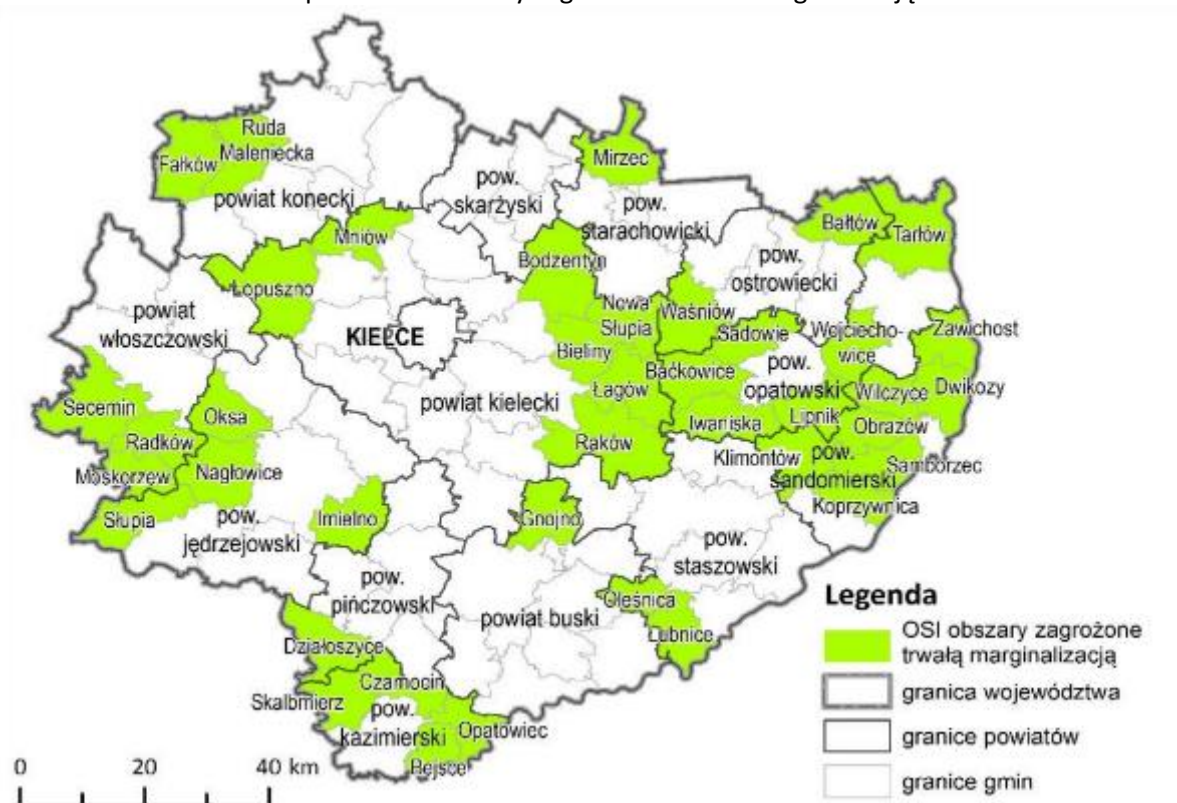 Ruda
Maleniecka
Fałków
powiat konecki
Mirzec
pow.
skarżyski
pow.
starachowicki
Mniów
Bodzentyn
Bałtów
Tarłów
pow.
ostrowiecki
Łopuszno
powiat
włoszczowski
KIELCE
Nowa
Słupia
Waśniów
Sadowie
Wojciecho-
wice
Zawichost
Bieliny
Łagów
Baćkowice
pow.
opatowski
Wilczyce
Dwikozy
powiat kielecki
Secemin
Oksa
Radków
Iwaniska
Lipnik
Obrazów
Raków
Klimontów
pow.
sandomierski
Samborzec
Moskorzew
Nagłowice
Koprzywnica
Słupia
pow.
jędrzejowski
Imielno
Gnojno
pow.
staszowski
pow.
pińczowski
powiat buski
Oleśnica
Łubnice
Działoszyce
Czarnocin
Skalbmierz
pow.
kazimierski
Opatowiec
Bejsce
0 20 40 km
Legenda
OSI obszary zagrożone
trwałą marginalizacją
granica województwa
granice powiatów
granice gmin